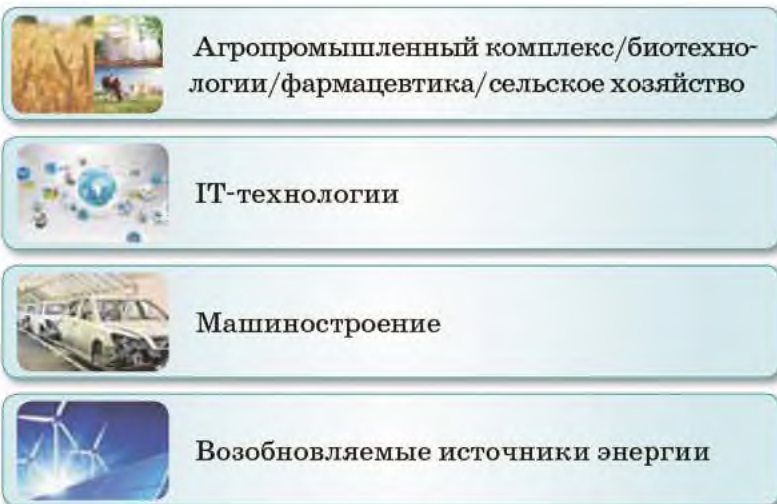 Агропромышленный комплекс/биотехно-
логии/фармацевтика/сельское хозяйство
IT-технологии
Машиностроение
Возобновляемые источники энергии